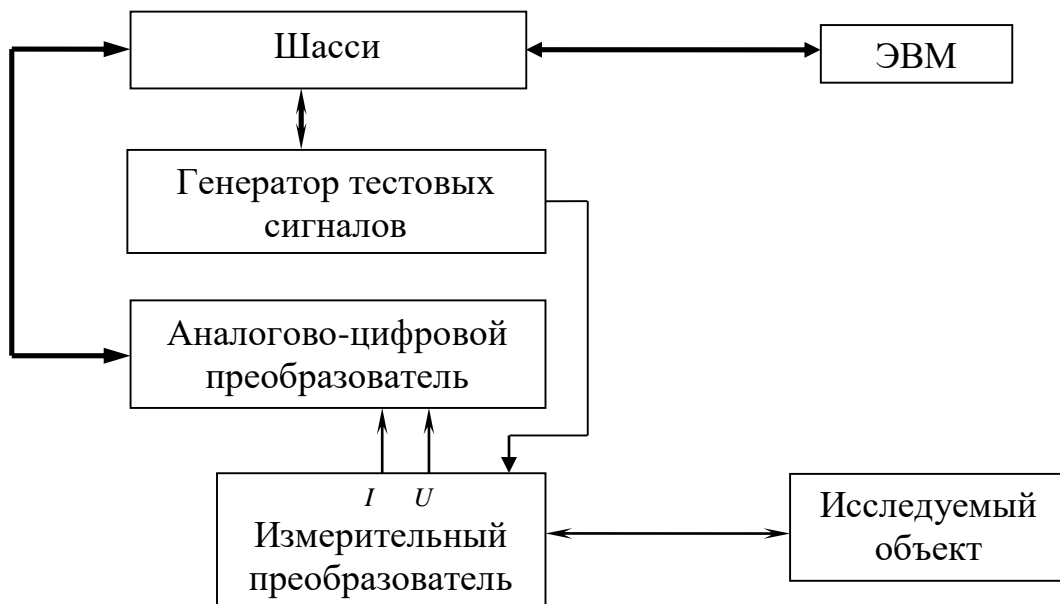 Шасси
ЭВМ
Генератор тестовых
сигналов
Аналогово-цифровой
преобразователь
I U
Измерительный
преобразователь
Исследуемый
объект